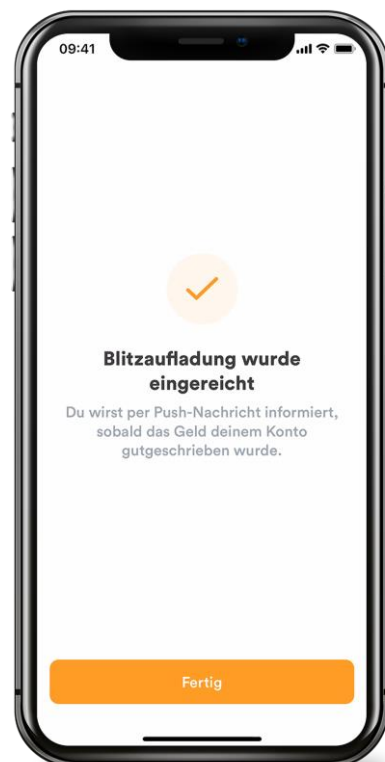 09:41
Blitzaufladung wurde
eingereicht
Du wirst per Push-Nachricht informiert,
sobald das Geld deinem Konto
gutgeschrieben wurde.
Fertig